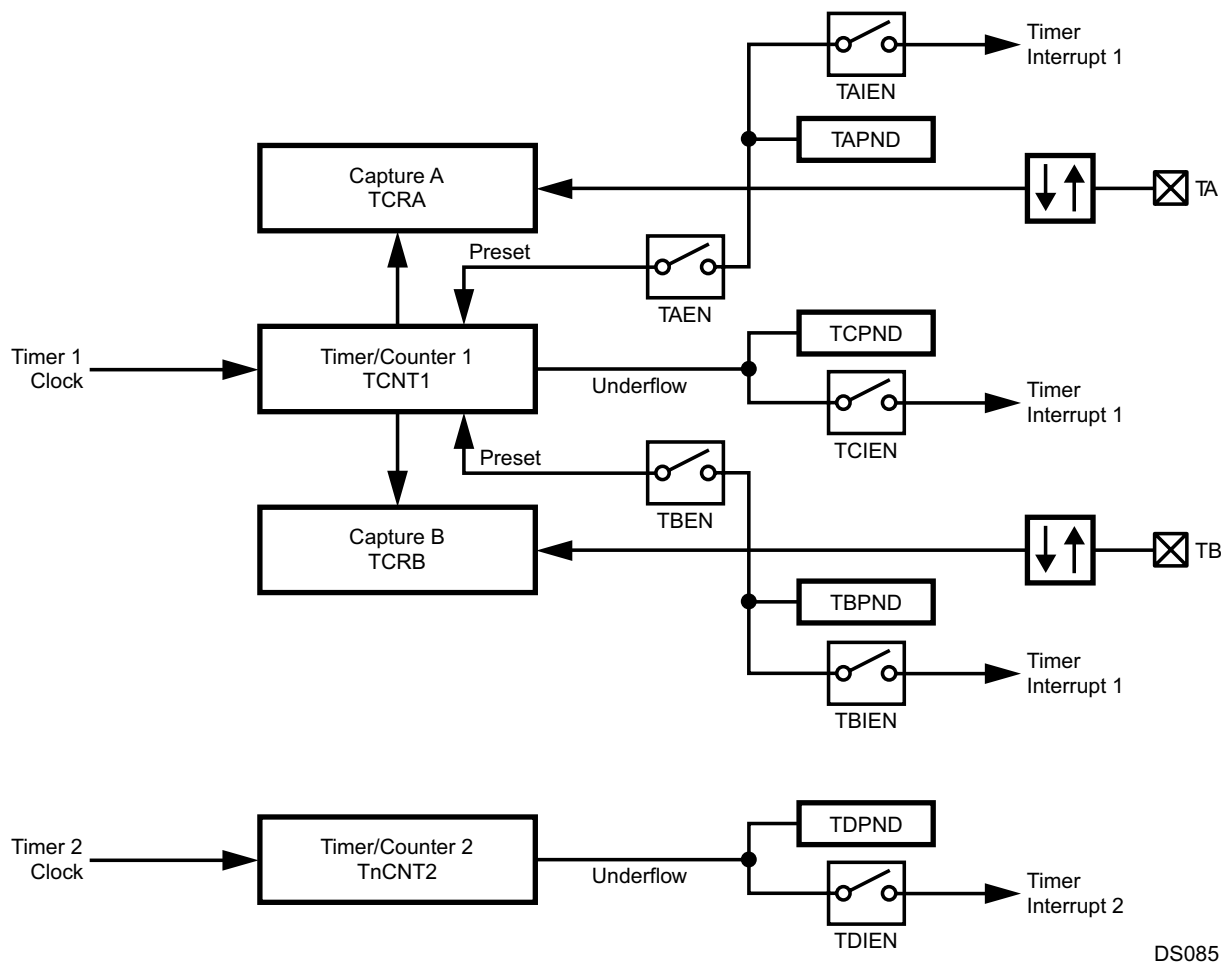 Timer
Interrupt 1
TAIEN
TAPND
Capture A
TCRA
TA
Preset
TAEN
TCPND
Timer 1
Clock
Timer/Counter 1
TCNT1
Underflow
Timer
Interrupt 1
TCIEN
Preset
TBEN
Capture B
TCRB
TB
TBPND
Timer
Interrupt 1
TBIEN
TDPND
Timer 2
Clock
Timer/Counter 2
TnCNT2
Underflow
Timer
Interrupt 2
TDIEN
DS085